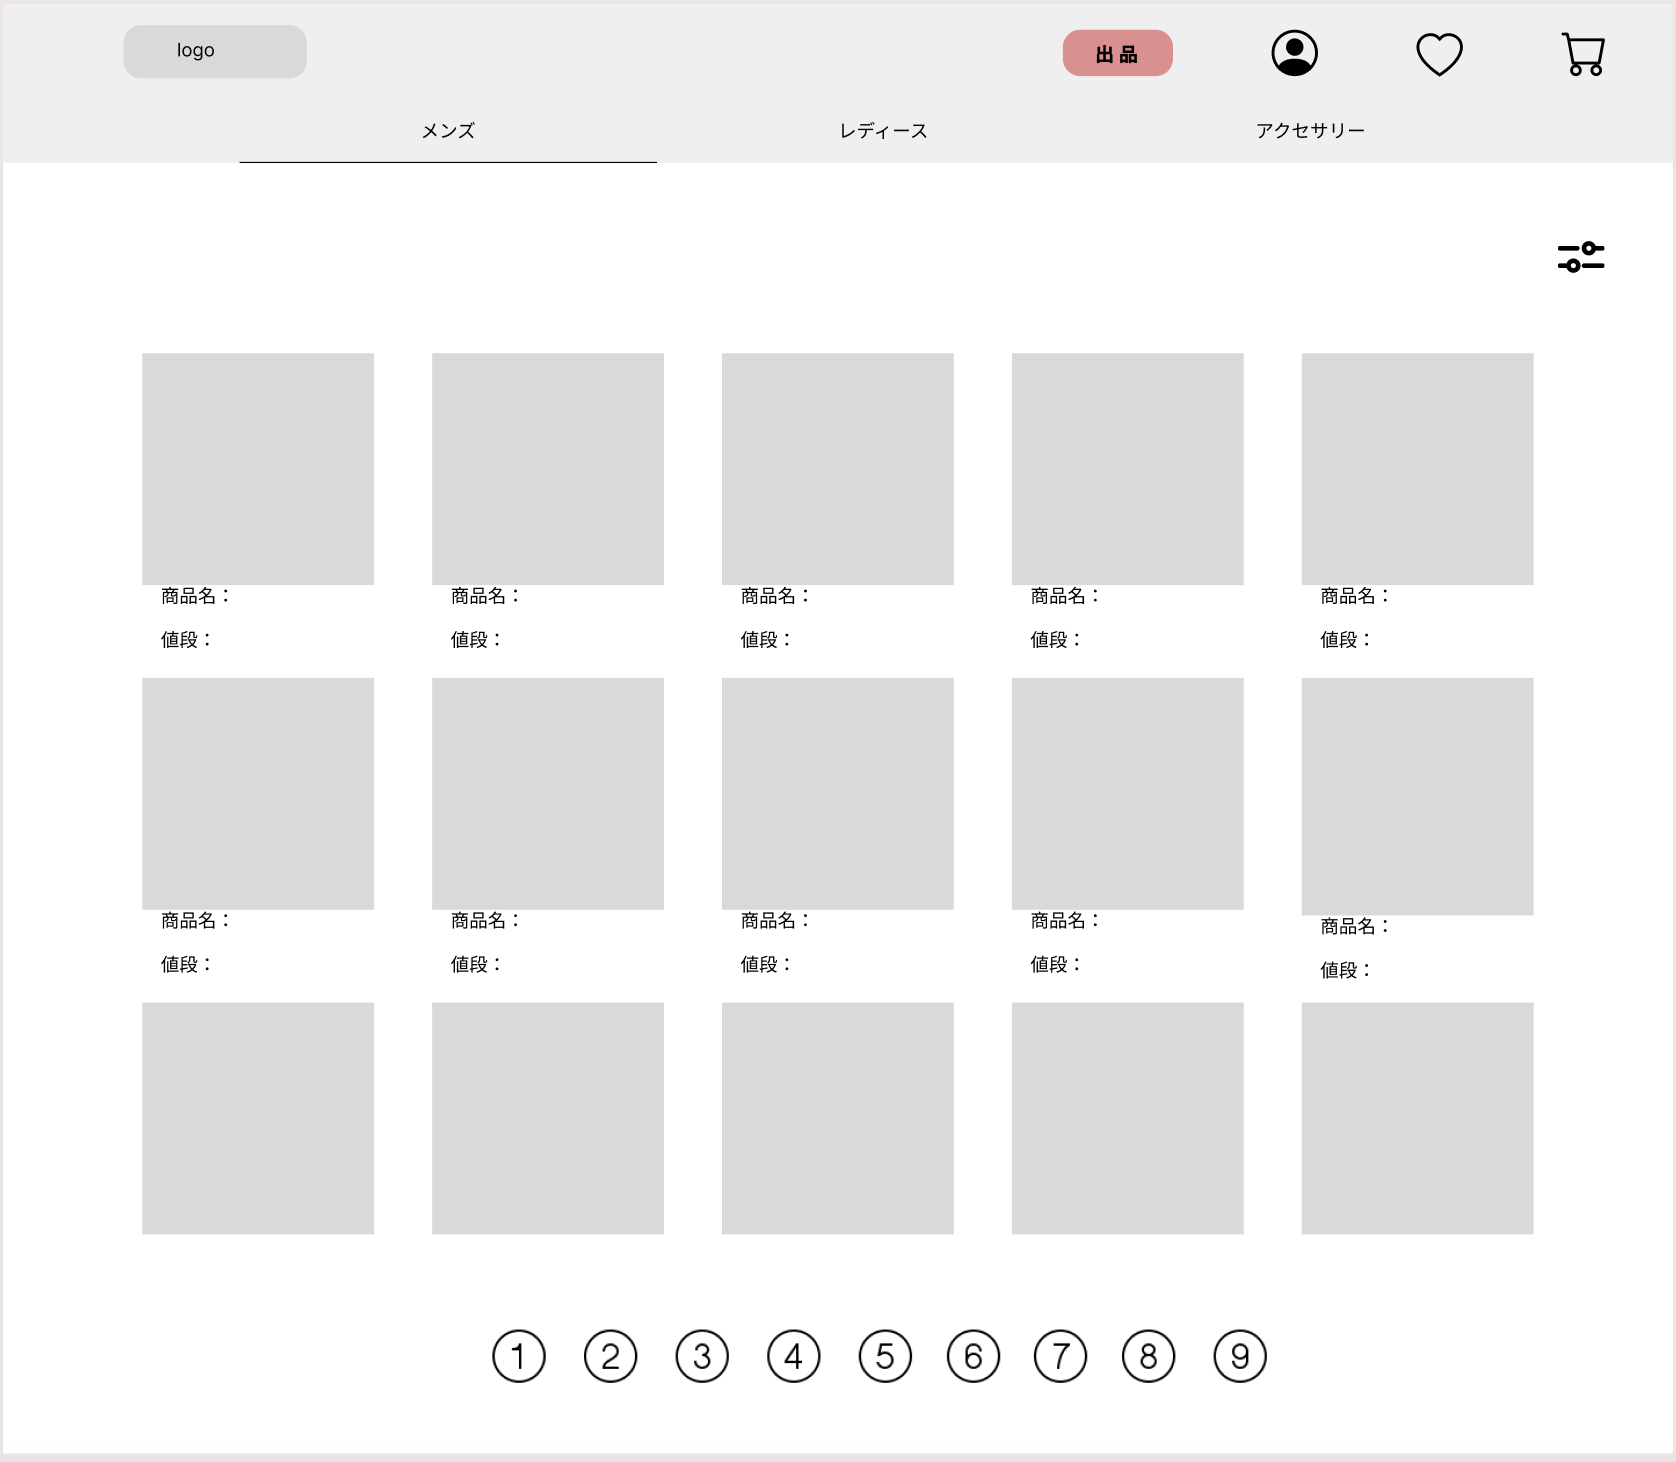 logo
出品
メンズ レディース アクセサリー
商品名： 商品名： 商品名： 商品名： 商品名：
値段： 値段： 値段： 値段： 値段：
商品名： 商品名： 商品名： 商品名： 商品名：
値段： 値段： 値段： 値段： 値段：
1 2 3 4 5 6 7 8 9